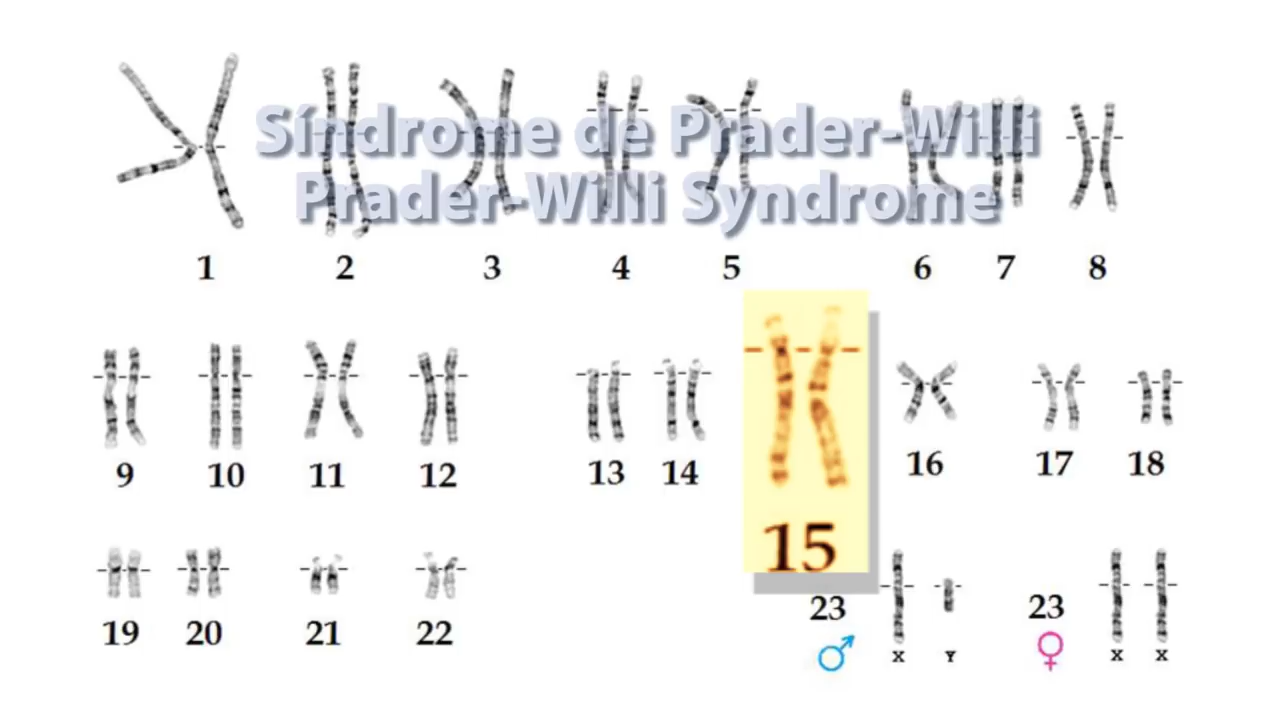 Síndrome de Prader-Willi
Prader-Willi Syndrome
1 2 3 4 5 6 7 8
9 10 11 12 13 14 15 16 17 18
19 20 21 22 23 X Y 23 X X